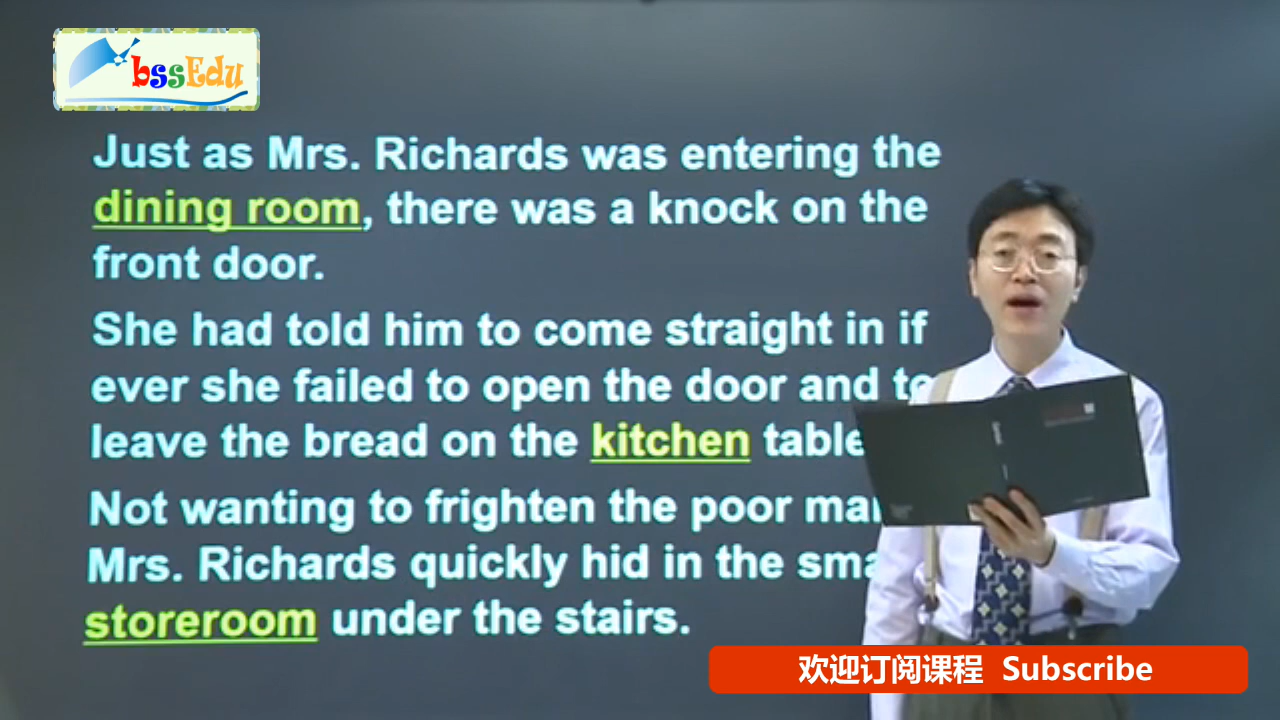 bssEdu
Just as Mrs. Richards was entering the
dining room, there was a knock on the
front door.
She had told him to come straight in if
ever she failed to open the door and to
leave the bread on the kitchen table
Not wanting to frighten the poor
Mrs. Richards quickly hid in the
storeroom under the stairs.
欢迎订阅课程 Subscribe